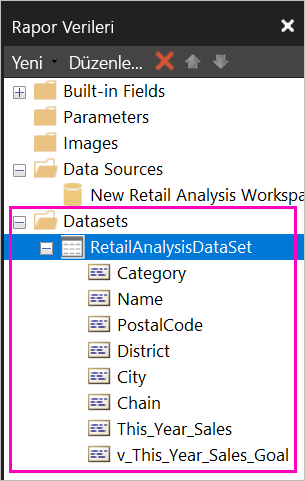 Rapor Verileri
Yeni Düzenle...
Built-in Fields
Parameters
Images
Data Sources
New Retail Analysis Workspa
Datasets
RetailAnalysisDataSet
Category
Name
PostalCode
District
City
Chain
This_Year_Sales
v_This_Year_Sales_Goal